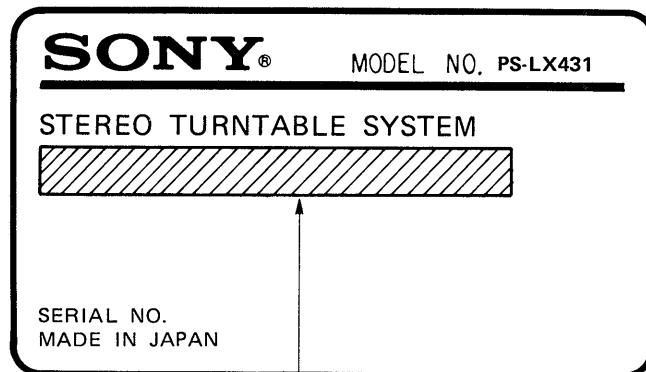 SONY® MODEL NO. PS-LX431
STEREO TURNTABLE SYSTEM
SERIAL NO.
MADE IN JAPAN